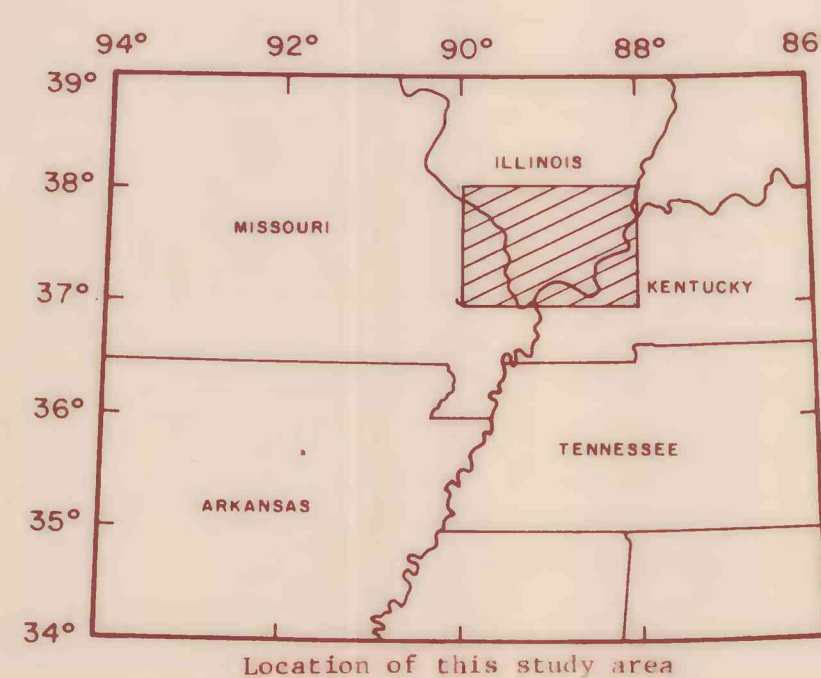 94° 92° 90° 88° 86°
39°
ILLINOIS
38°
MISSOURI
37°
KENTUCKY
36°
TENNESSEE
ARKANSAS
35°
34°
Location of this study area